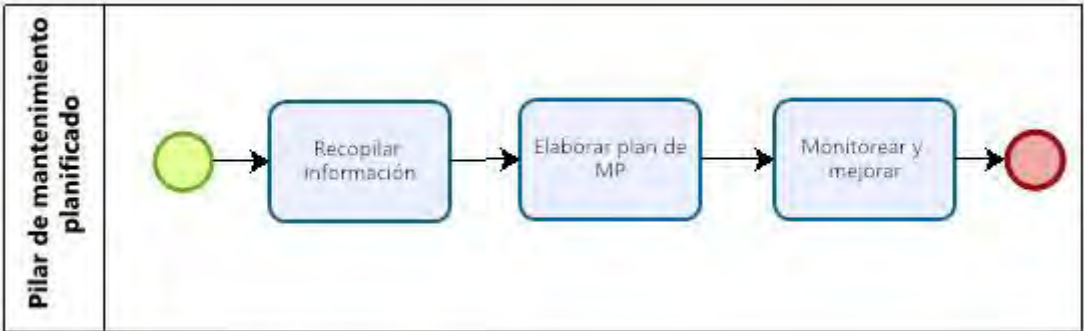 Pilar de mantenimiento
planificado
Recopilar
información
Elaborar plan de
MP
Monitorear y
mejorar